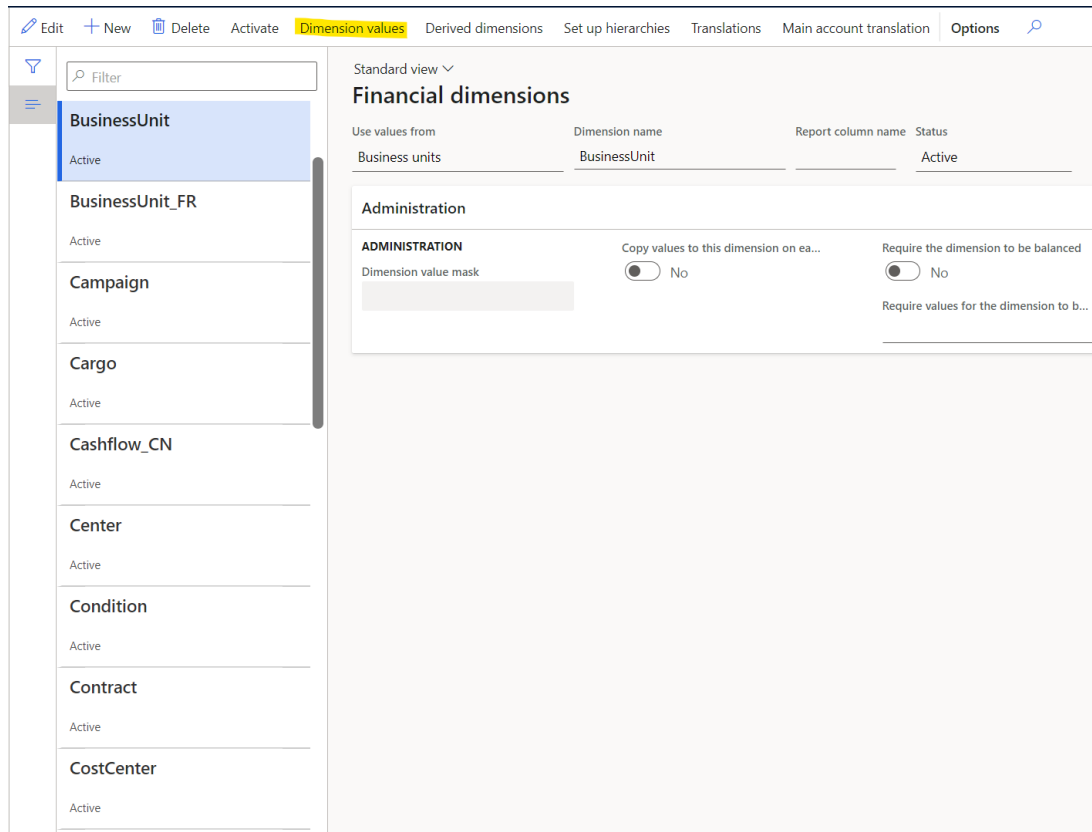 Edit New Delete Activate Dimension values Derived dimensions Set up hierarchies Translations Main account translation Options
Filter
BusinessUnit
Active
BusinessUnit_FR
Active
Campaign
Active
Cargo
Active
Cashflow_CN
Active
Center
Active
Condition
Active
Contract
Active
CostCenter
Active
Standard view
Financial dimensions
Use values from Dimension name Report column name Status
Business units BusinessUnit Active
Administration
ADMINISTRATION Copy values to this dimension on ea... Require the dimension to be balanced
Dimension value mask No No
Require values for the dimension to b...